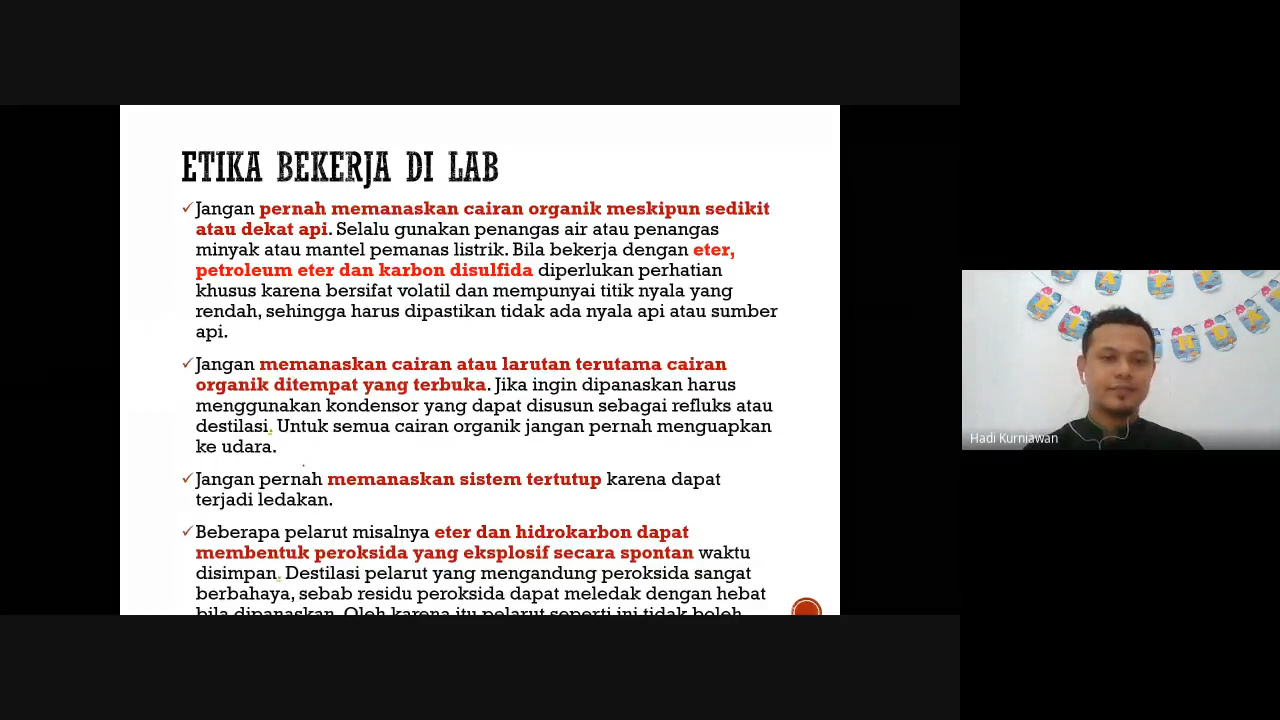 ETIKA BEKERJA DI LAB
✓Jangan pernah memanaskan cairan organik meskipun sedikit
atau dekat api. Selalu gunakan penangas air atau penangas
minyak atau mantel pemanas listrik. Bila bekerja dengan eter,
petroleum eter dan karbon disulfida diperlukan perhatian
khusus karena bersifat volatil dan mempunyai titik nyala yang
rendah, sehingga harus dipastikan tidak ada nyala api atau sumber
api.
✓Jangan memanaskan cairan atau larutan terutama cairan
organik ditempat yang terbuka. Jika ingin dipanaskan harus
menggunakan kondensor yang dapat disusun sebagai refluks atau
destilasi. Untuk semua cairan organik jangan pernah menguapkan
ke udara.
✓Jangan pernah memanaskan sistem tertutup karena dapat
terjadi ledakan.
✓Beberapa pelarut misalnya eter dan hidrokarbon dapat
membentuk peroksida yang eksplosif secara spontan waktu
disimpan. Destilasi pelarut yang mengandung peroksida sangat
berbahaya, sebab residu peroksida dapat meledak dengan hebat
bila dipanaskan. Oleh karena itu pelarut seperti ini tidak boleh
Hadi Kurniawan